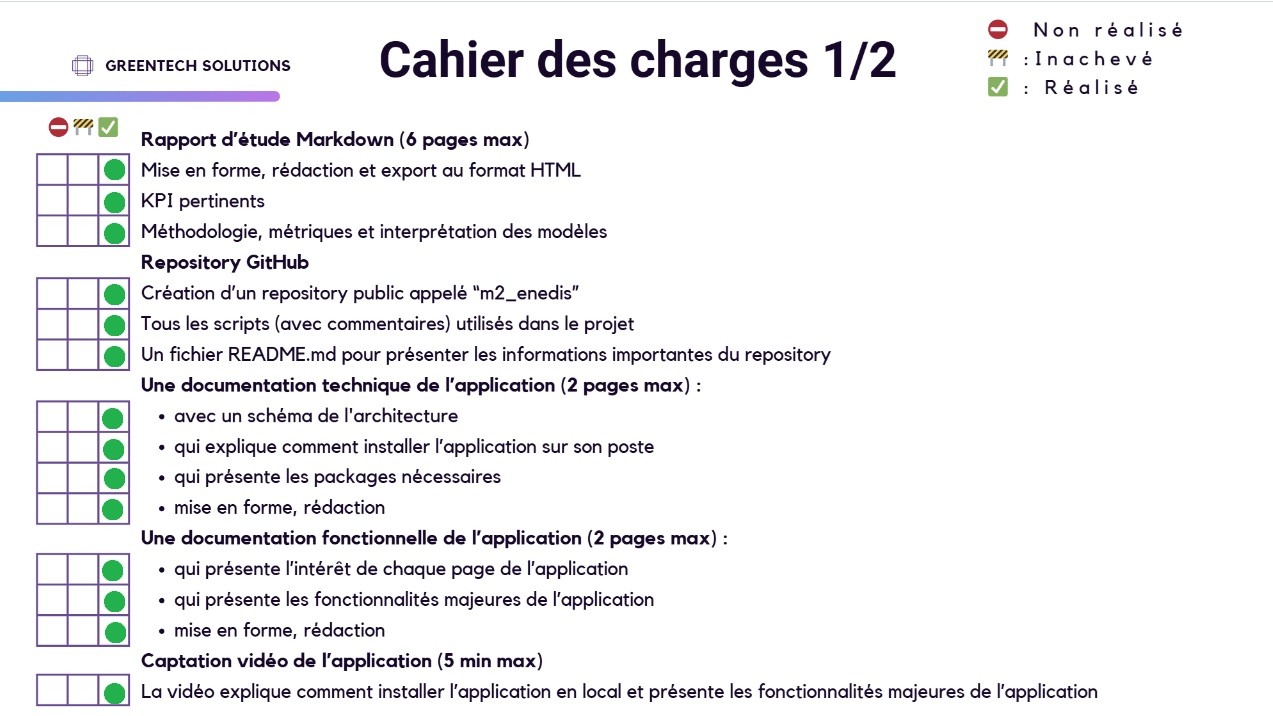 GREENTECH SOLUTIONS
Cahier des charges 1/2
Non réalisé
: Inachevé
: Réalisé
Rapport d'étude Markdown (6 pages max)
Mise en forme, rédaction et export au format HTML
KPI pertinents
Méthodologie, métriques et interprétation des modèles
Repository GitHub
Création d'un repository public appelé “m2_enedis”
Tous les scripts (avec commentaires) utilisés dans le projet
Un fichier README.md pour présenter les informations importantes du repository
Une documentation technique de l'application (2 pages max) :
• avec un schéma de l'architecture
• qui explique comment installer l'application sur son poste
• qui présente les packages nécessaires
• mise en forme, rédaction
Une documentation fonctionnelle de l'application (2 pages max) :
• qui présente l'intérêt de chaque page de l'application
• qui présente les fonctionnalités majeures de l'application
• mise en forme, rédaction
Captation vidéo de l'application (5 min max)
La vidéo explique comment installer l'application en local et présente les fonctionnalités majeures de l'application